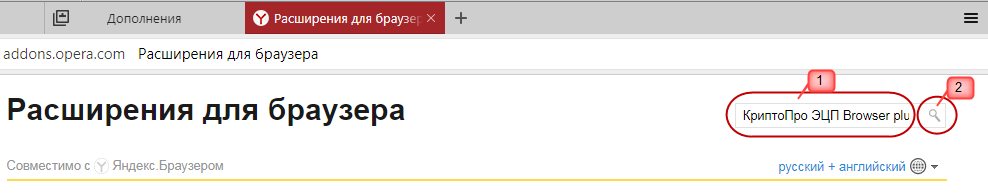 Дополнения
Расширения для браузер
addons.opera.com Расширения для браузера
1
2
Расширения для браузера
КриптоПро ЭЦП Browser plu
Совместимо с Яндекс.Браузером
русский + английский